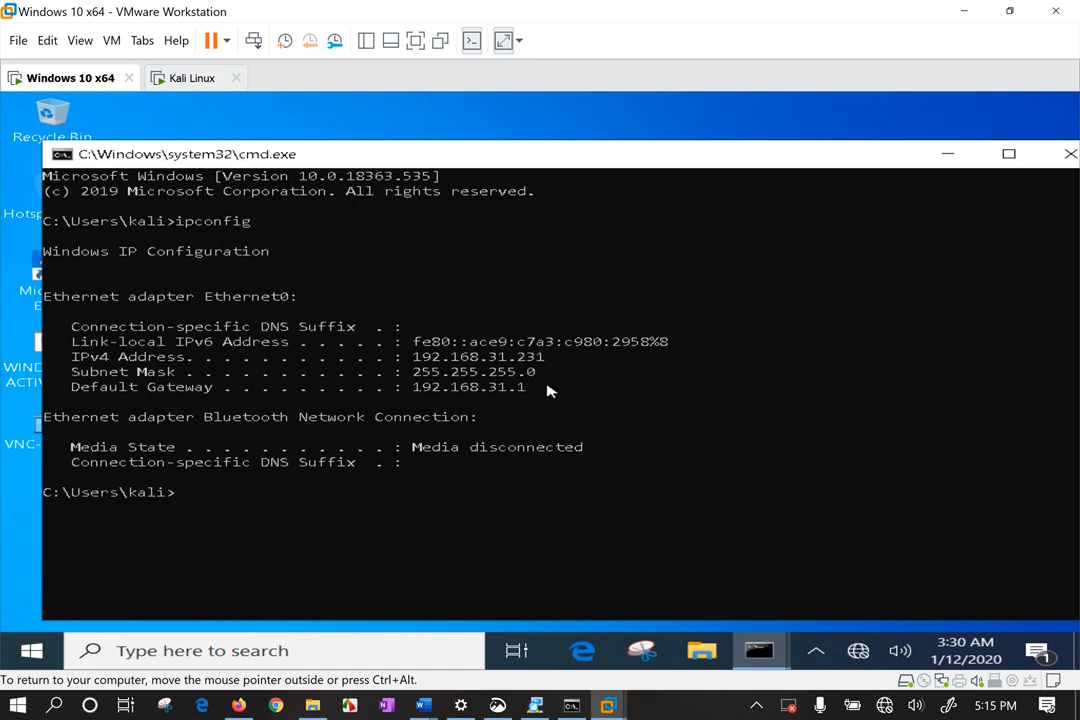 Windows 10 x64 - VMware Workstation
File Edit View VM Tabs Help
Windows 10 x64
Kali Linux
Recycle Bin
C:\Windows\system32\cmd.exe
Microsoft Windows [Version 10.0.18363.535]
(c) 2019 Microsoft Corporation. All rights reserved.
C:\Users\kali>ipconfig
Windows IP Configuration
Ethernet adapter Ethernet0:
Connection-specific DNS Suffix . :
Link-local IPv6 Address . . . . . : fe80::ace9:c7a3:c980:2958%8
IPv4 Address. . . . . . . . . . . : 192.168.31.231
Subnet Mask . . . . . . . . . . . : 255.255.255.0
Default Gateway . . . . . . . . . : 192.168.31.1
Ethernet adapter Bluetooth Network Connection:
Media State . . . . . . . . . . . : Media disconnected
Connection-specific DNS Suffix . :
C:\Users\kali>
Hotsp
Mic
E
WIND
ACTI
VNC-
Type here to search
3:30 AM
1/12/2020
1
To return to your computer, move the mouse pointer outside or press Ctrl+Alt.
5:15 PM